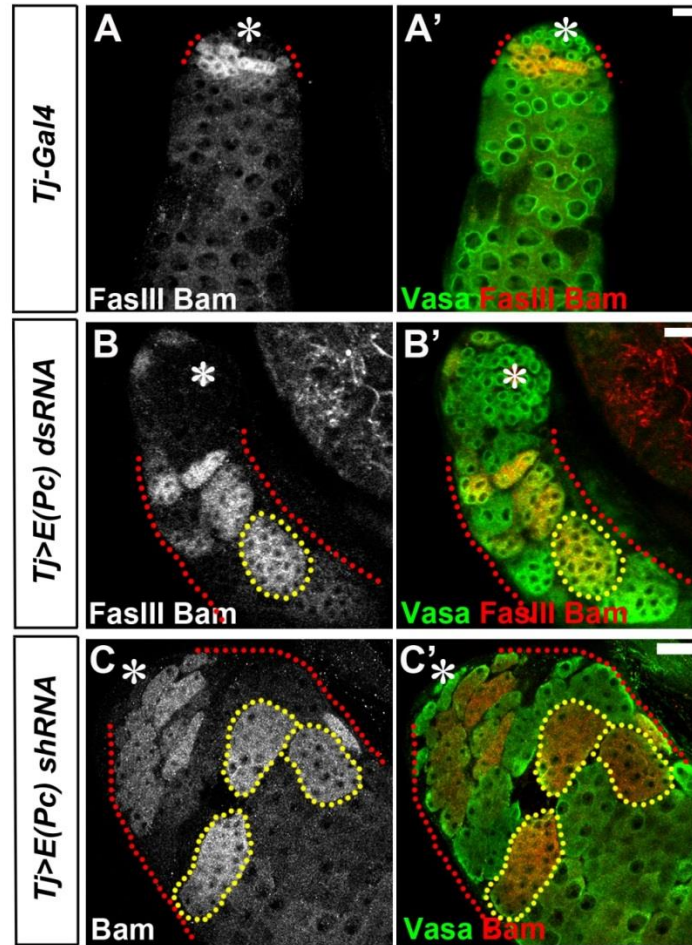 Tj-Gal4
A
*
FasIII Bam
A'
*
Vasa FasIII Bam
Tj>E(Pc) dsRNA
B
*
FasIII Bam
B'
*
Vasa FasIII Bam
Tj>E(Pc) shRNA
C
*
Bam
C'
*
Vasa Bam